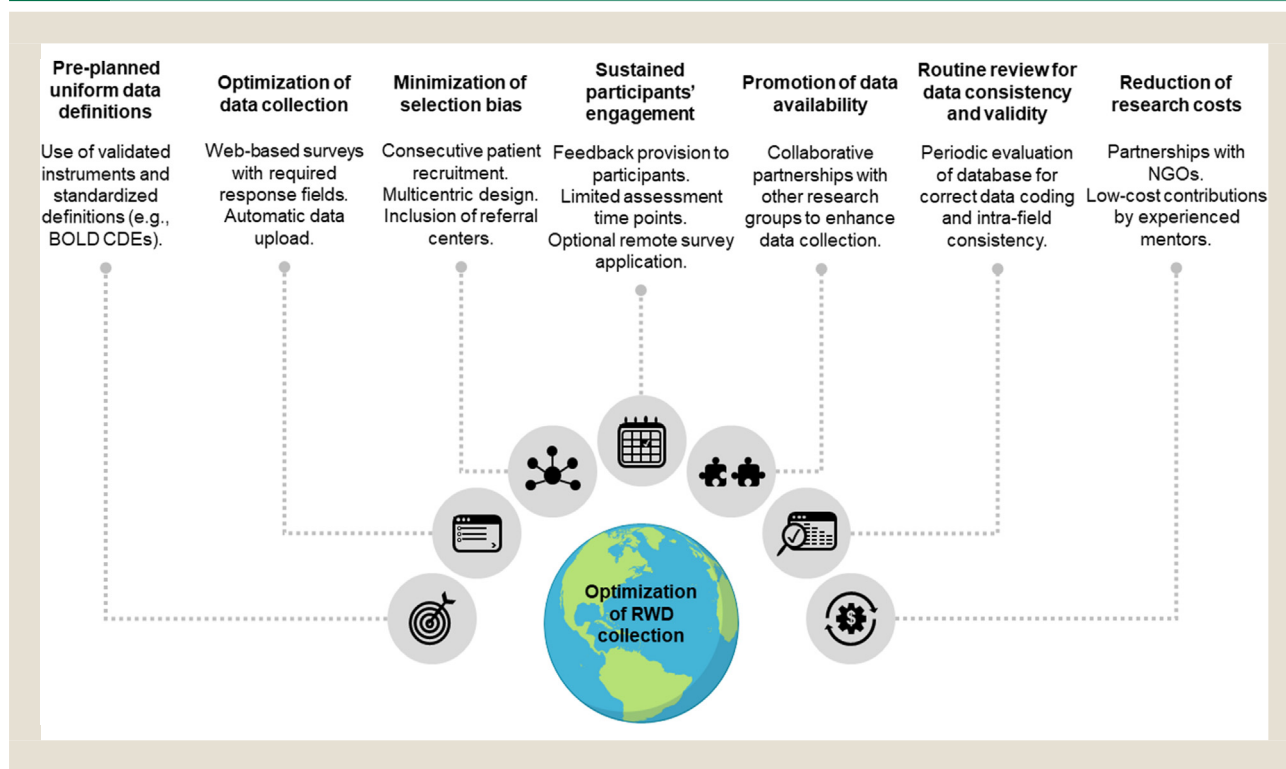 Pre-planned
uniform data
definitions
Use of validated
instruments and
standardized
definitions (e.g.,
BOLD CDEs).
Optimization of
data collection
Web-based surveys
with required
response fields.
Automatic data
upload.
Minimization of
selection bias
Consecutive patient
recruitment.
Multicentric design.
Inclusion of referral
centers.
Sustained
participants'
engagement
Feedback provision to
participants.
Limited assessment
time points.
Optional remote survey
application.
Promotion of data
availability
Collaborative
partnerships with
other research
groups to enhance
data collection.
Routine review for
data consistency
and validity
Periodic evaluation
of database for
correct data coding
and intra-field
consistency.
Reduction of
research costs
Partnerships with
NGOs.
Low-cost contributions
by experienced
mentors.
$
Optimization
of RWD
collection